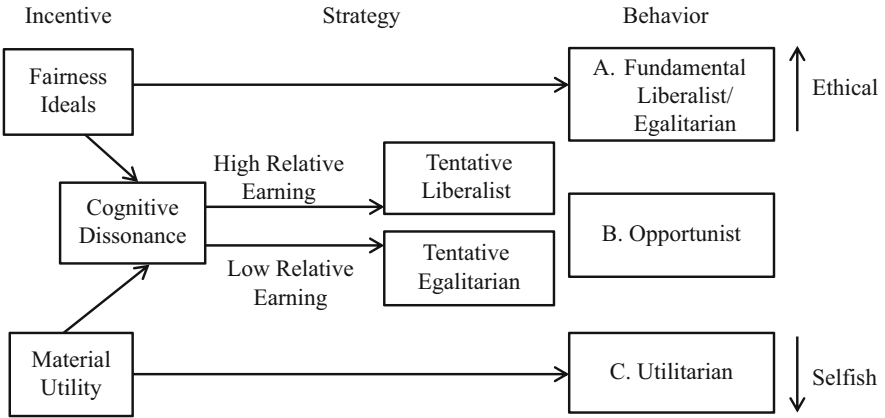 Incentive
Strategy
Behavior
Fairness
Ideals
A. Fundamental
Liberalist/
Egalitarian
Ethical
High Relative
Earning
Tentative
Liberalist
Cognitive
Dissonance
B. Opportunist
Low Relative
Earning
Tentative
Egalitarian
Material
Utility
C. Utilitarian
Selfish